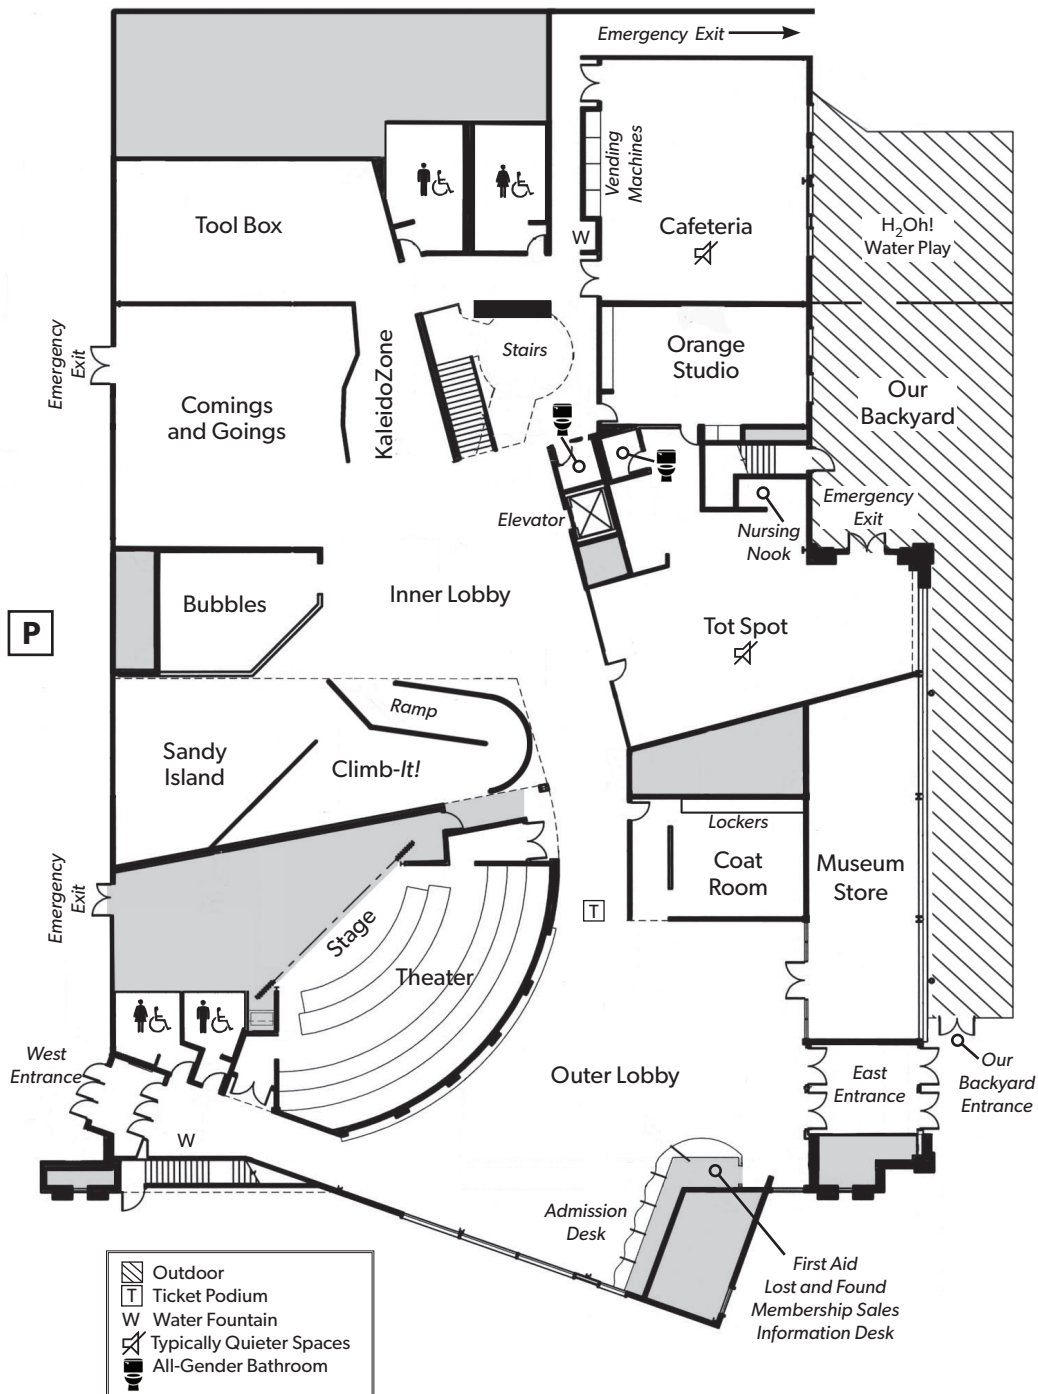 Emergency Exit
Vending
Machines
Tool Box
W
Cafeteria
H2Oh!
Water Play
Emergency
Exit
KaleidoZone
Stairs
Orange
Studio
Comings
and Goings
Our
Backyard
Elevator
Nursing
Nook
Emergency
Exit
Bubbles
Inner Lobby
P
Tot Spot
Ramp
Sandy
Island
Climb-It!
Lockers
Coat
Room
Museum
Store
Emergency
Exit
T
Stage
Theater
West
Entrance
Outer Lobby
East
Entrance
Our
Backyard
Entrance
W
Admission
Desk
First Aid
Lost and Found
Membership Sales
Information Desk
Outdoor
T Ticket Podium
W Water Fountain
Typically Quieter Spaces
All-Gender Bathroom